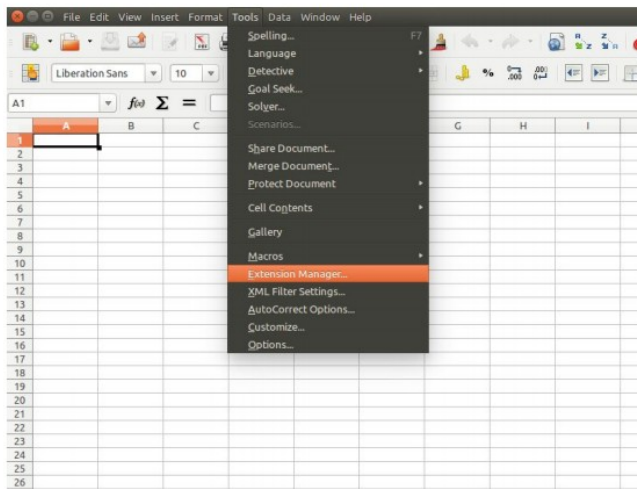 File Edit View Insert Format Tools Data Window Help
Liberation Sans 10 % .000 .00
A1 f(x) Σ =
A B C G H I
Spelling... F7
Language
Detective
Goal Seek...
Solver...
Scenarios...
Share Document...
Merge Document...
Protect Document
Cell Contents
Gallery
Macros
Extension Manager...
XML Filter Settings...
AutoCorrect Options...
Customize...
Options...
1
2
3
4
5
6
7
8
9
10
11
12
13
14
15
16
17
18
19
20
21
22
23
24
25
26